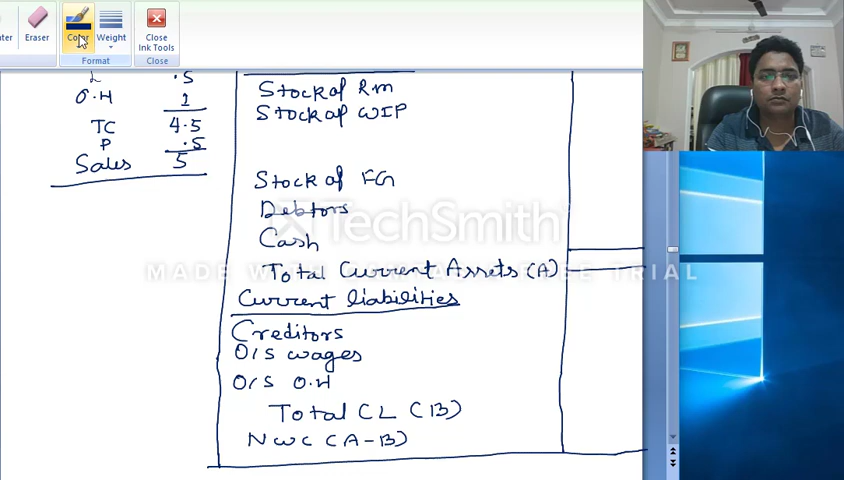 Eraser
Color
Weight
Close
Ink Tools
Format
Close
L .5
O.H 1
TC 4.5
P .5
Sales 5
Stock of RM
Stock of WIP
Stock of FG
Debtors
Cash
Total Current Assets (A)
Current liabilities
Creditors
O/S wages
O/S O.H
Total CL (B)
NWC (A-B)
TechSmith
MADE WITH
TRIAL